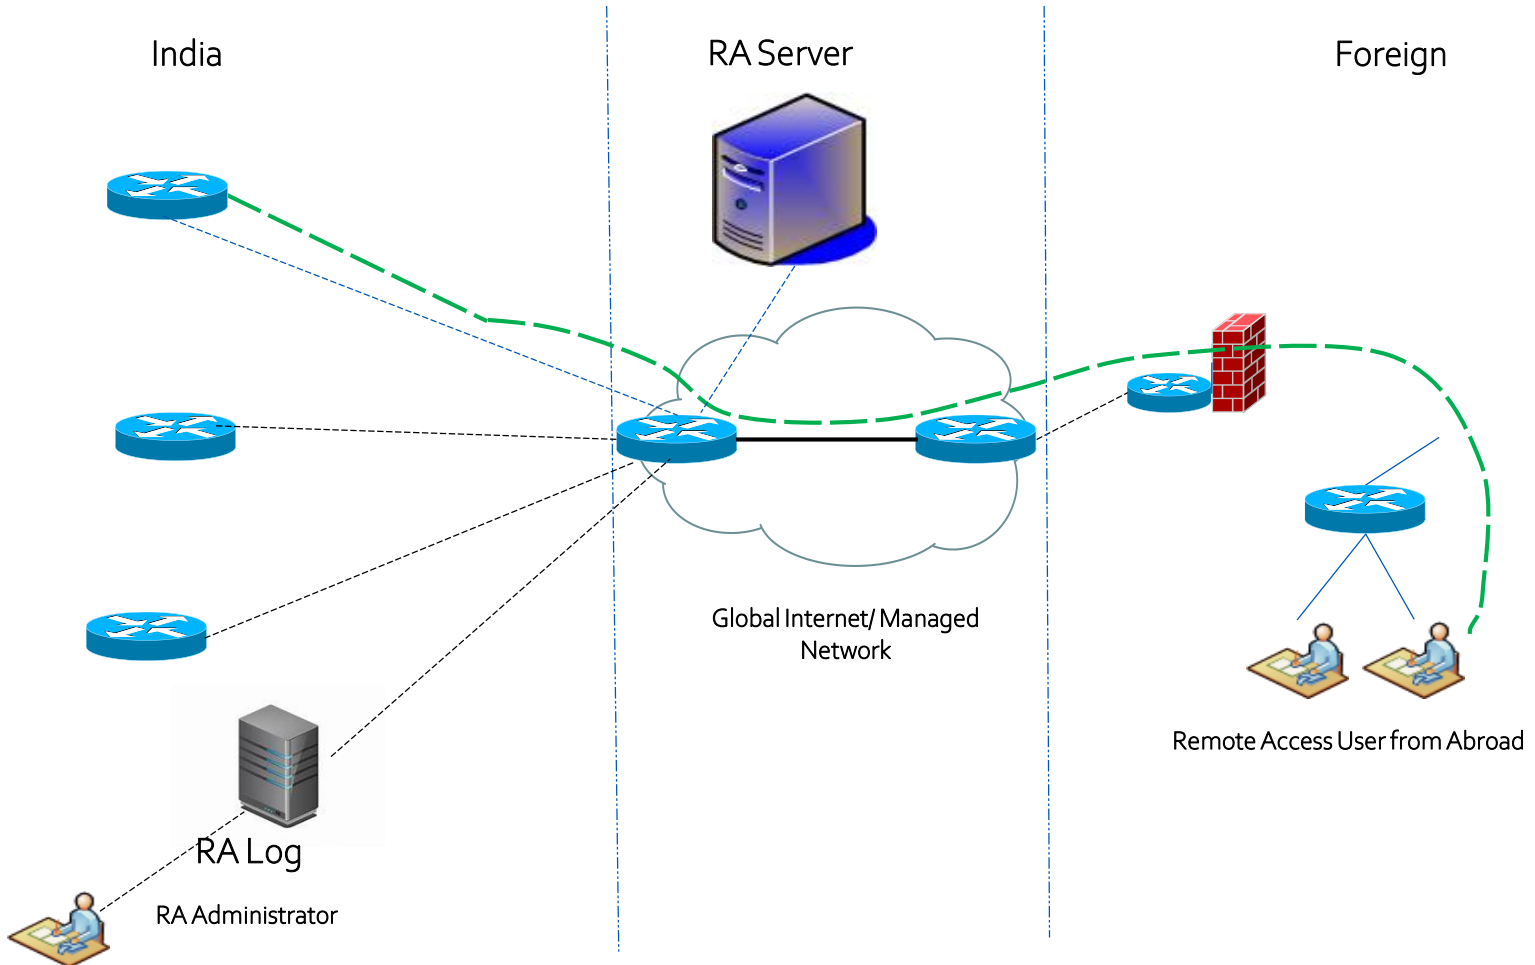 India
RA Server
Foreign
Global Internet/ Managed
Network
Remote Access User from Abroad
RA Log
RA Administrator